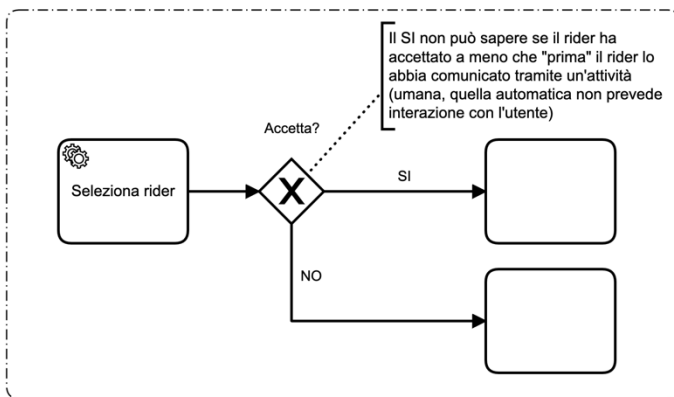 Il SI non può sapere se il rider ha
accettato a meno che "prima" il rider lo
abbia comunicato tramite un'attività
(umana, quella automatica non prevede
interazione con l'utente)
Accetta?
Seleziona rider
X
SI
NO